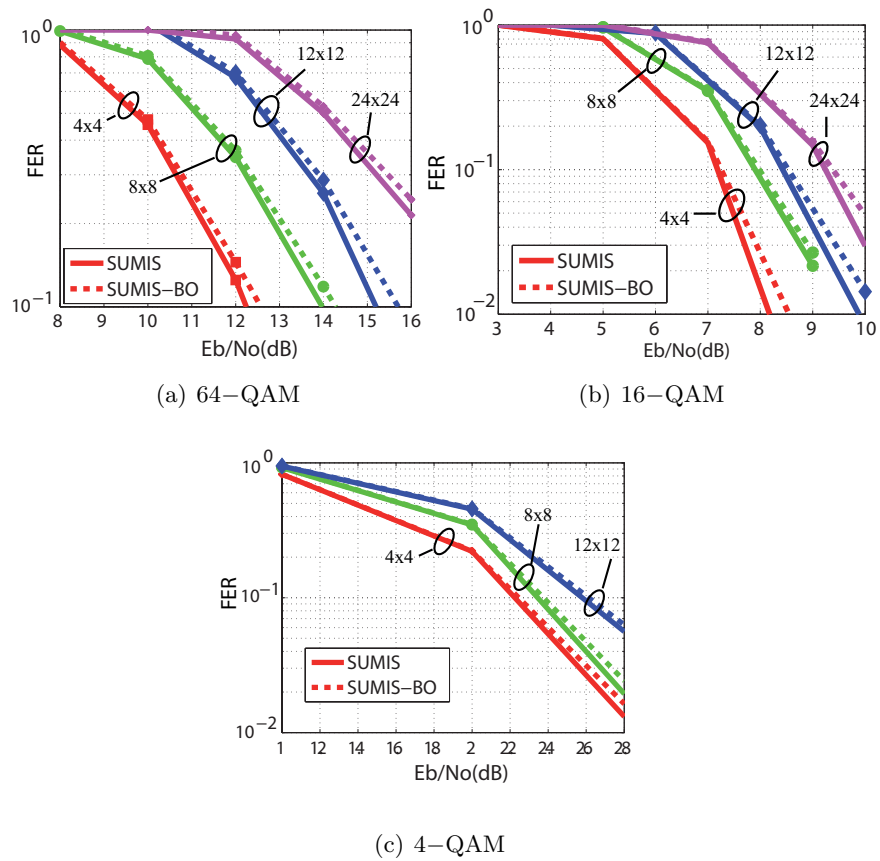 10^0
FER
10^-1
12x12
24x24
4x4
8x8
SUMIS
SUMIS-BO
8 9 10 11 12 13 14 15 16
Eb/No(dB)
(a) 64-QAM
10^0
FER
10^-1
10^-2
12x12
8x8
24x24
4x4
SUMIS
SUMIS-BO
3 4 5 6 7 8 9 10
Eb/No(dB)
(b) 16-QAM
10^0
FER
10^-1
10^-2
8x8
12x12
4x4
SUMIS
SUMIS-BO
1 12 14 16 18 2 22 24 26 28
Eb/No(dB)
(c) 4-QAM